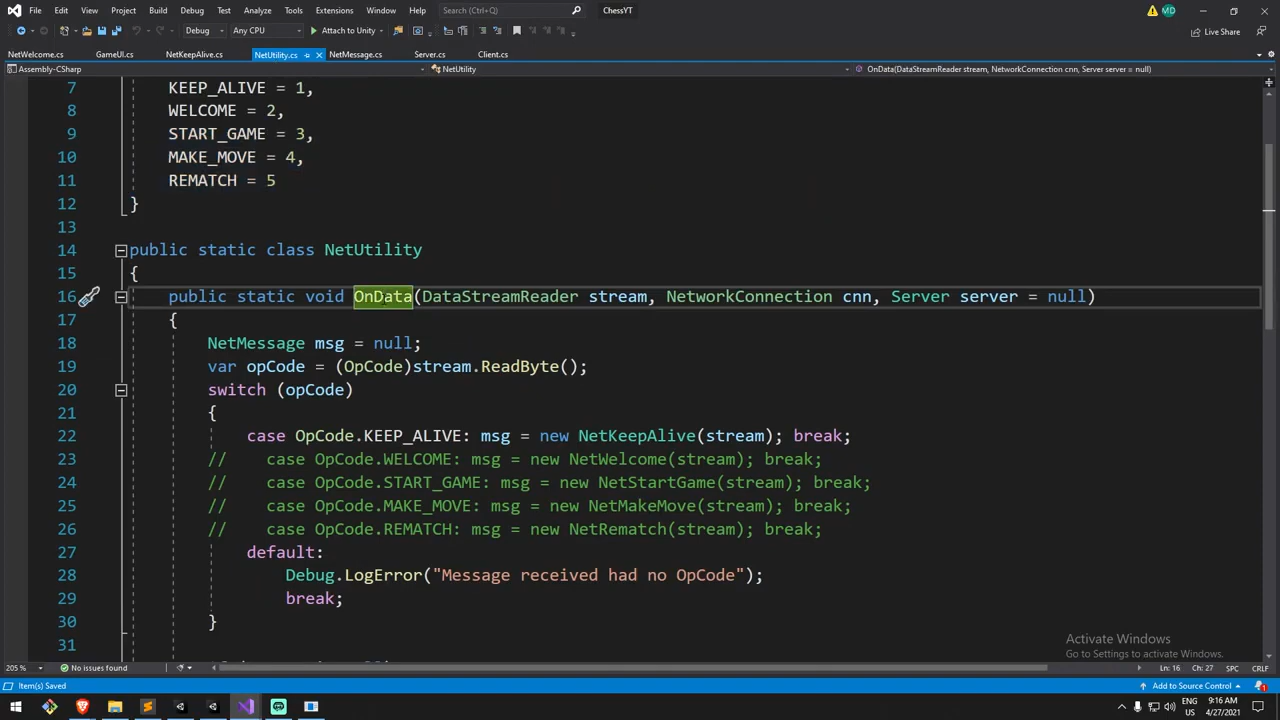 File Edit View Project Build Debug Test Analyze Tools Extensions Window Help Search (Ctrl+Q) ChessYT MD
Debug Any CPU Attach to Unity Live Share
NetWelcome.cs GameUI.cs NetKeepAlive.cs NetUtility.cs NetMessage.cs Server.cs Client.cs
Assembly-CSharp NetUtility OnData(DataStreamReader stream, NetworkConnection cnn, Server server = null)
7 KEEP_ALIVE = 1,
8 WELCOME = 2,
9 START_GAME = 3,
10 MAKE_MOVE = 4,
11 REMATCH = 5
12 }
13
14 public static class NetUtility
15 {
16 public static void OnData(DataStreamReader stream, NetworkConnection cnn, Server server = null)
17 {
18 NetMessage msg = null;
19 var opCode = (OpCode)stream.ReadByte();
20 switch (opCode)
21 {
22 case OpCode.KEEP_ALIVE: msg = new NetKeepAlive(stream); break;
23 // case OpCode.WELCOME: msg = new NetWelcome(stream); break;
24 // case OpCode.START_GAME: msg = new NetStartGame(stream); break;
25 // case OpCode.MAKE_MOVE: msg = new NetMakeMove(stream); break;
26 // case OpCode.REMATCH: msg = new NetRematch(stream); break;
27 default:
28 Debug.LogError("Message received had no OpCode");
29 break;
30 }
31
Activate Windows
Go to Settings to activate Windows.
205 % No issues found Ln: 16 Ch: 27 SPC CRLF
Item(s) Saved Add to Source Control 1
ENG 9:16 AM
US 4/27/2021